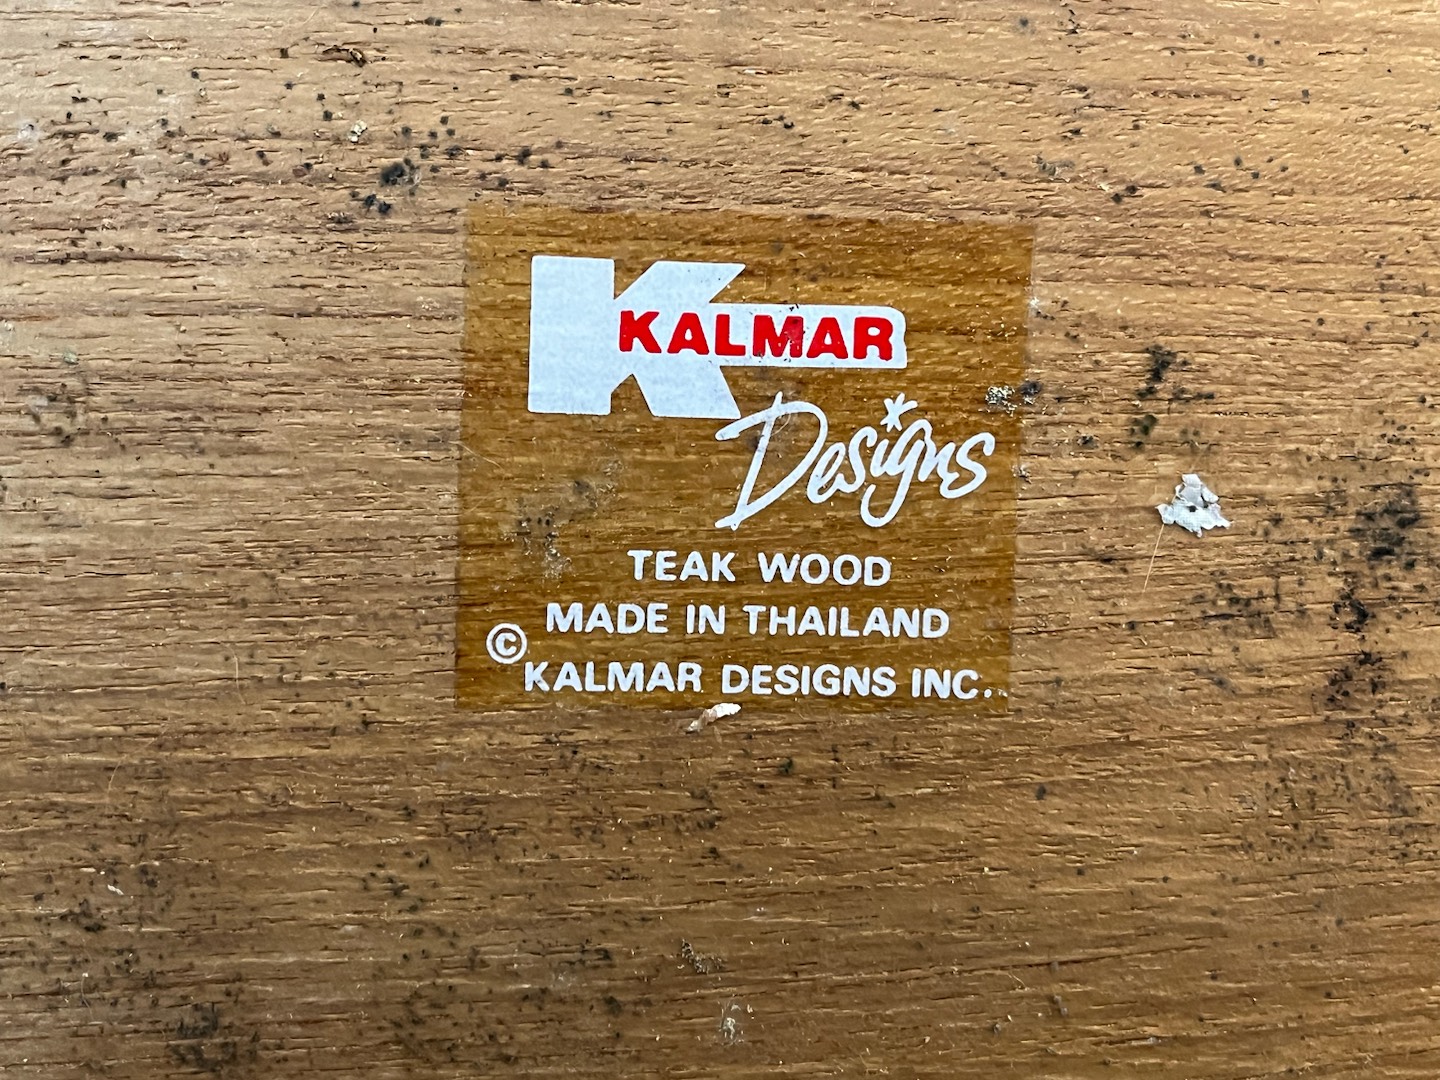 KALMAR
Designs
TEAK WOOD
MADE IN THAILAND
© KALMAR DESIGNS INC.